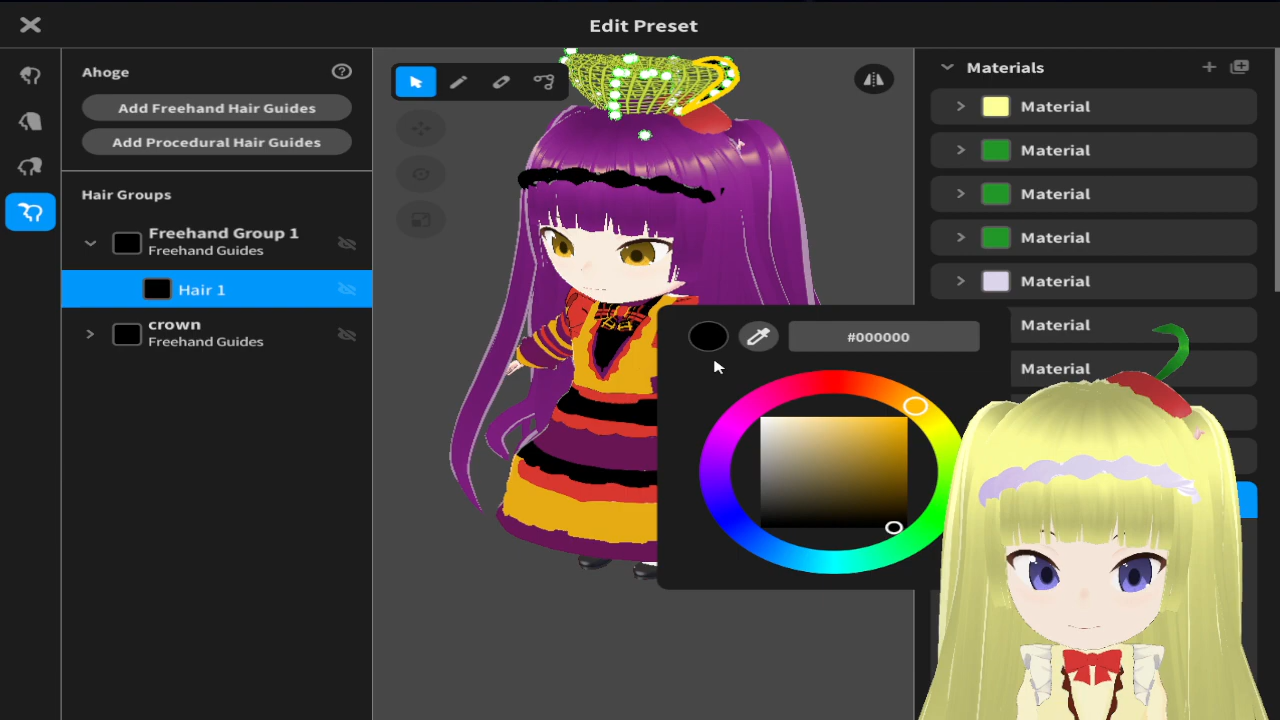 Edit Preset
Ahoge
Add Freehand Hair Guides
Add Procedural Hair Guides
Hair Groups
Freehand Group 1
Freehand Guides
Hair 1
crown
Freehand Guides
#000000
Materials
Material
Material
Material
Material
Material
Material
Material